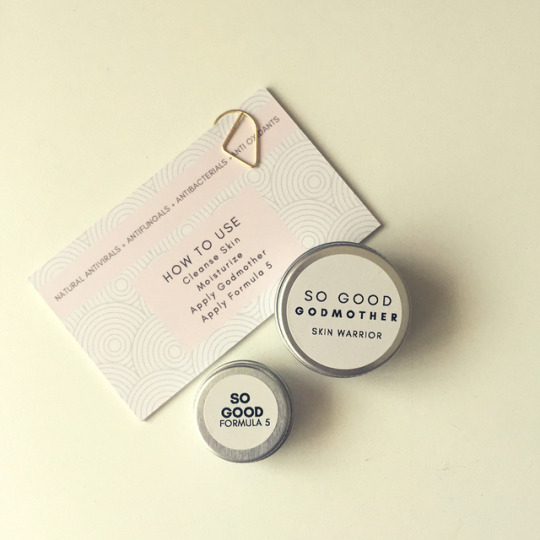 NATURAL ANTIVIRALS + ANTIFUNGALS + ANTIBACTERIALS + ANTI OXIDANTS
HOW TO USE
Cleanse Skin
Moisturize
Apply Godmother
Apply Formula 5
SO GOOD
GODMOTHER
SKIN WARRIOR
SO
GOOD
FORMULA 5